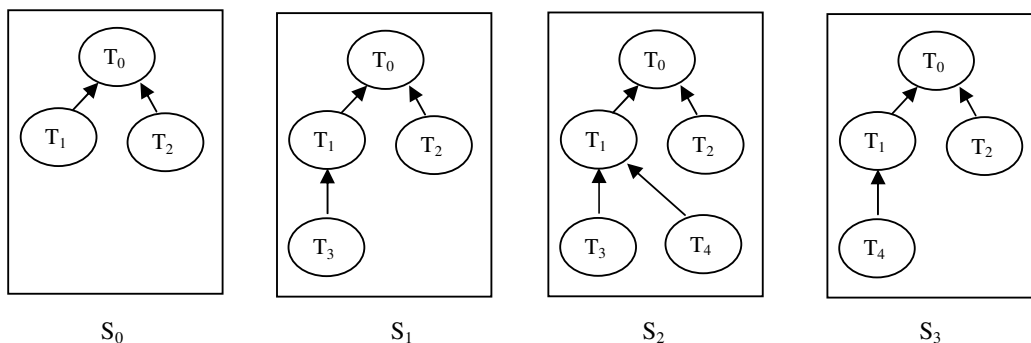 T₀
T₁ T₂
S₀
T₀
T₁ T₂
T₃
S₁
T₀
T₁ T₂
T₃ T₄
S₂
T₀
T₁ T₂
T₄
S₃